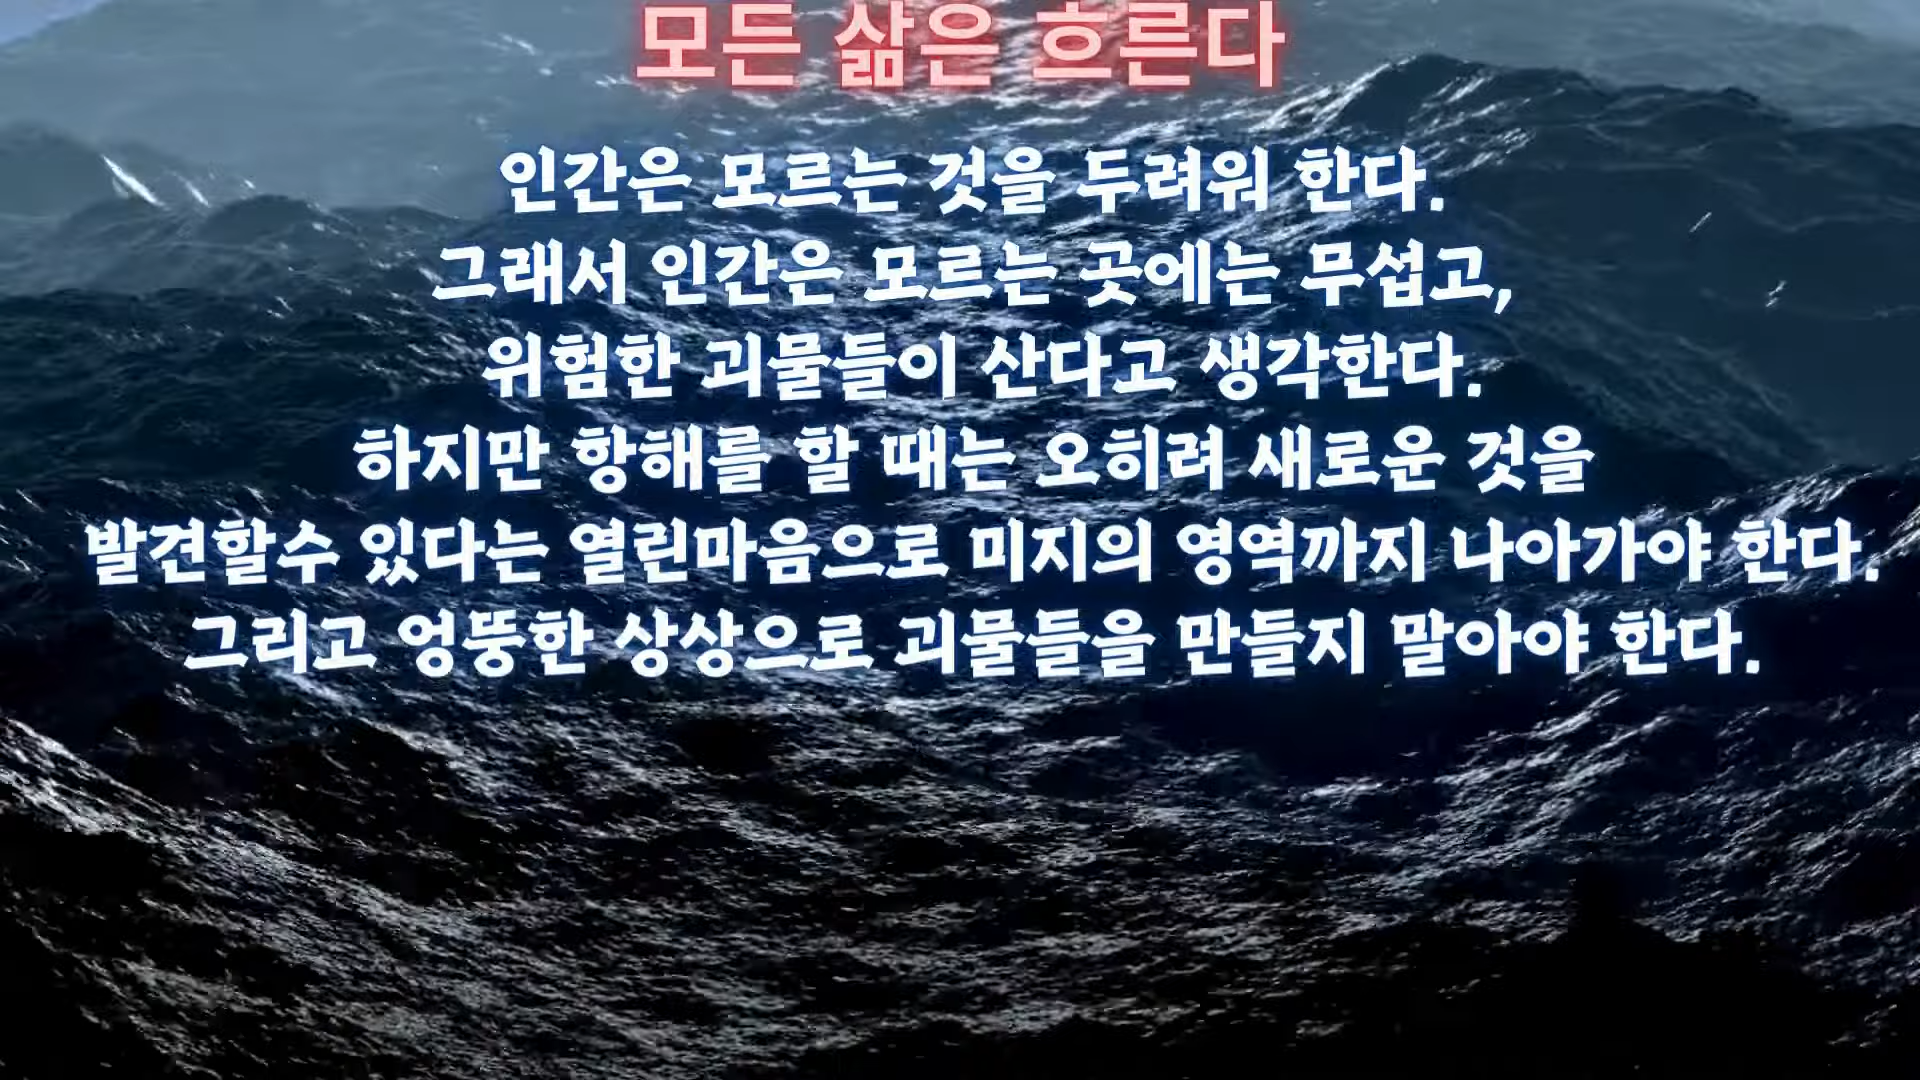 모든 삶은 흐른다
인간은 모르는 것을 두려워 한다.
그래서 인간은 모르는 곳에는 무섭고,
위험한 괴물들이 산다고 생각한다.
하지만 항해를 할 때는 오히려 새로운 것을
발견할수 있다는 열린마음으로 미지의 영역까지 나아가야 한다.
그리고 엉뚱한 상상으로 괴물들을 만들지 말아야 한다.